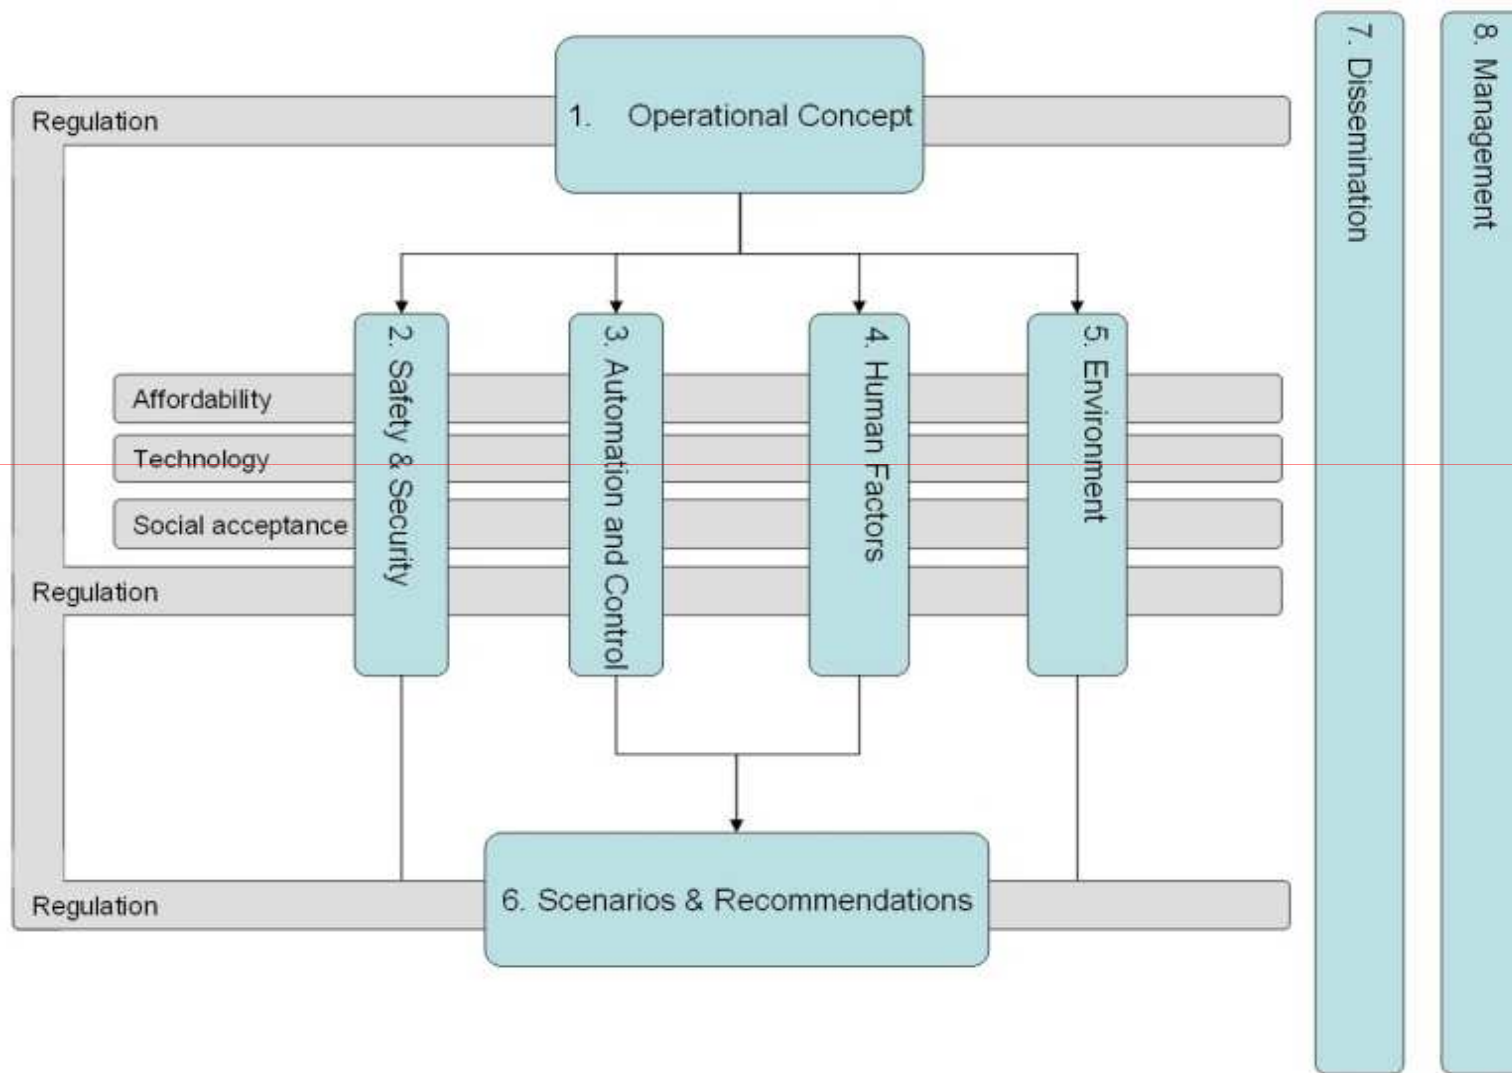 1. Operational Concept
Regulation
2. Safety & Security
3. Automation and Control
4. Human Factors
5. Environment
Affordability
Technology
Social acceptance
Regulation
6. Scenarios & Recommendations
Regulation
7. Dissemination
8. Management